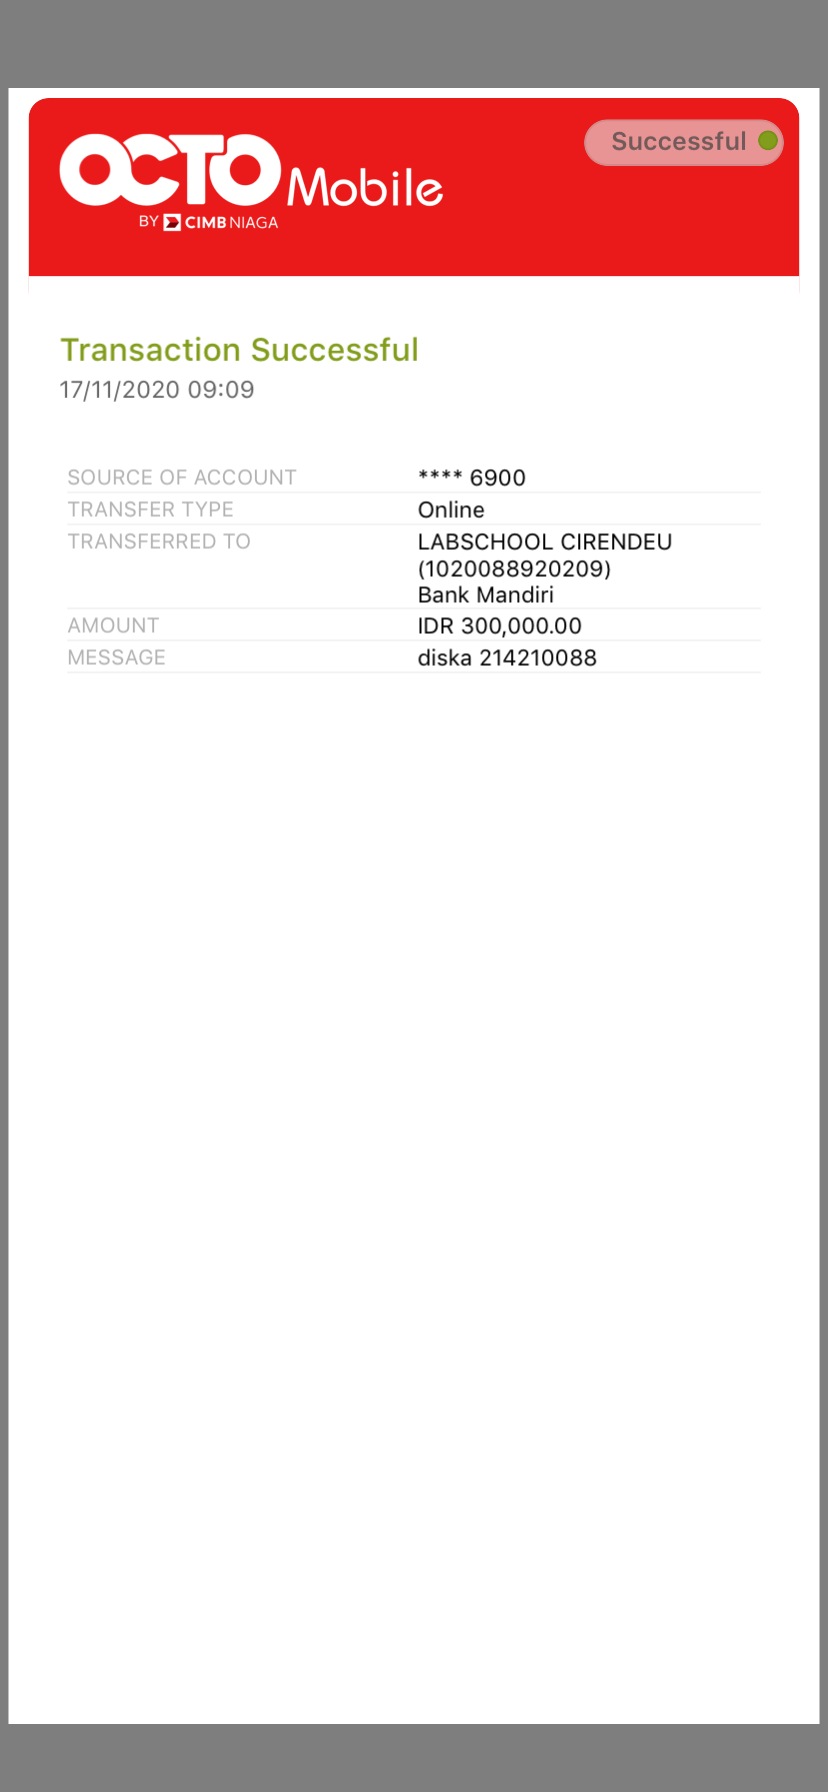 OCTO Mobile
BY CIMB NIAGA
Successful
Transaction Successful
17/11/2020 09:09
SOURCE OF ACCOUNT **** 6900
TRANSFER TYPE Online
TRANSFERRED TO LABSCHOOL CIRENDEU
(1020088920209)
Bank Mandiri
AMOUNT IDR 300,000.00
MESSAGE diska 214210088